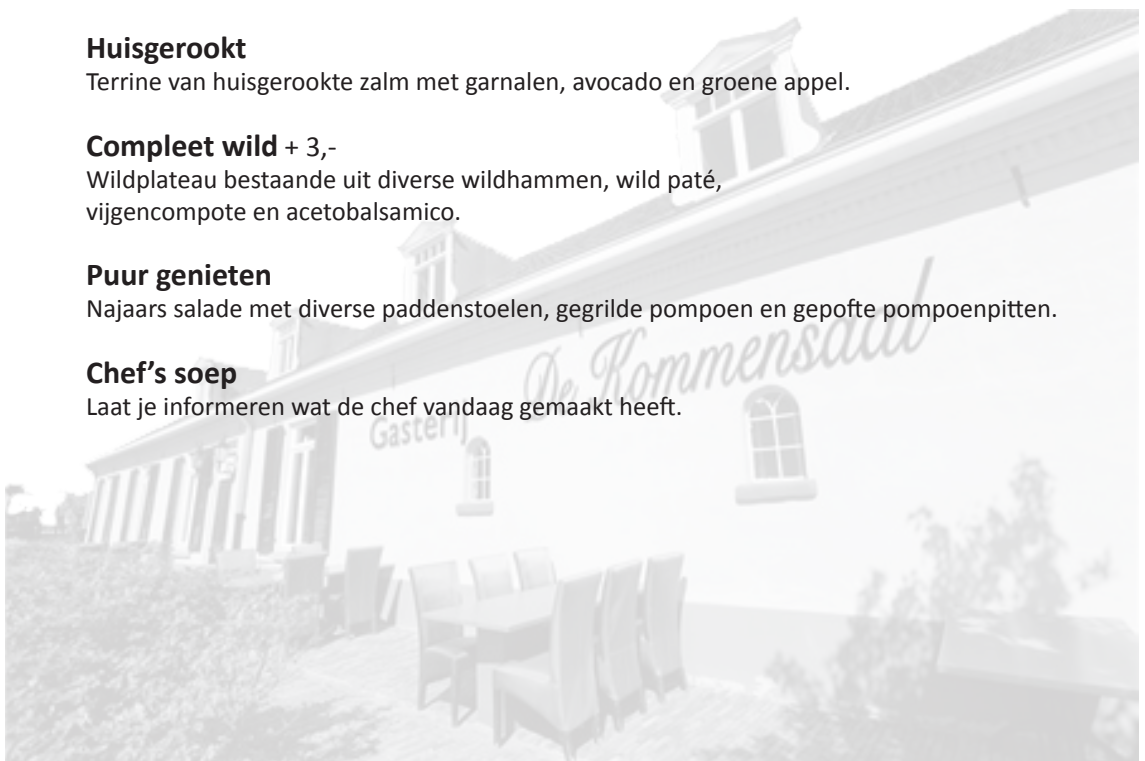 Huisgerookt
Terrine van huisgerookte zalm met garnalen, avocado en groene appel.
Compleet wild + 3,-
Wildplateau bestaande uit diverse wildhammen, wild paté,
vijgencompote en acetobalsamico.
Puur genieten
Najaars salade met diverse paddenstoelen, gegrilde pompoen en gepofte pompoenpitten.
Chef's soep
Laat je informeren wat de chef vandaag gemaakt heeft.
Gasterij De Kommensaal